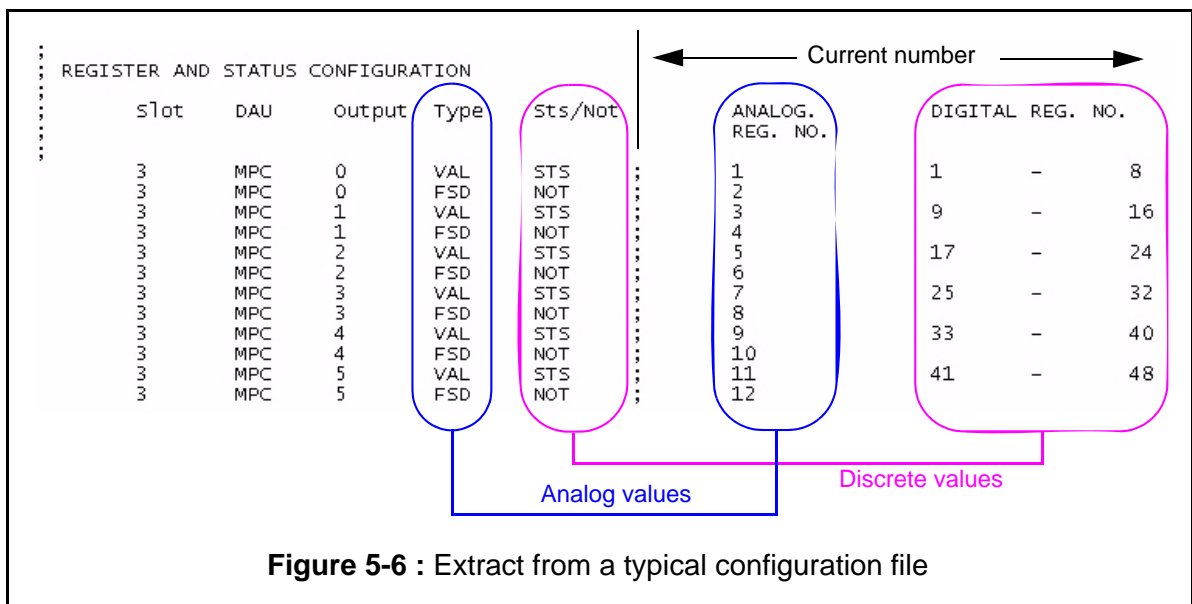 Current number
; REGISTER AND STATUS CONFIGURATION
; Slot DAU Output Type Sts/Not ANALOG. DIGITAL REG. NO.
REG. NO.
3 MPC 0 VAL STS ; 1 1 – 8
3 MPC 0 FSD NOT ; 2
3 MPC 1 VAL STS ; 3 9 – 16
3 MPC 1 FSD NOT ; 4
3 MPC 2 VAL STS ; 5 17 – 24
3 MPC 2 FSD NOT ; 6
3 MPC 3 VAL STS ; 7 25 – 32
3 MPC 3 FSD NOT ; 8
3 MPC 4 VAL STS ; 9 33 – 40
3 MPC 4 FSD NOT ; 10
3 MPC 5 VAL STS ; 11 41 – 48
3 MPC 5 FSD NOT ; 12
Discrete values
Analog values
Figure 5-6 : Extract from a typical configuration file